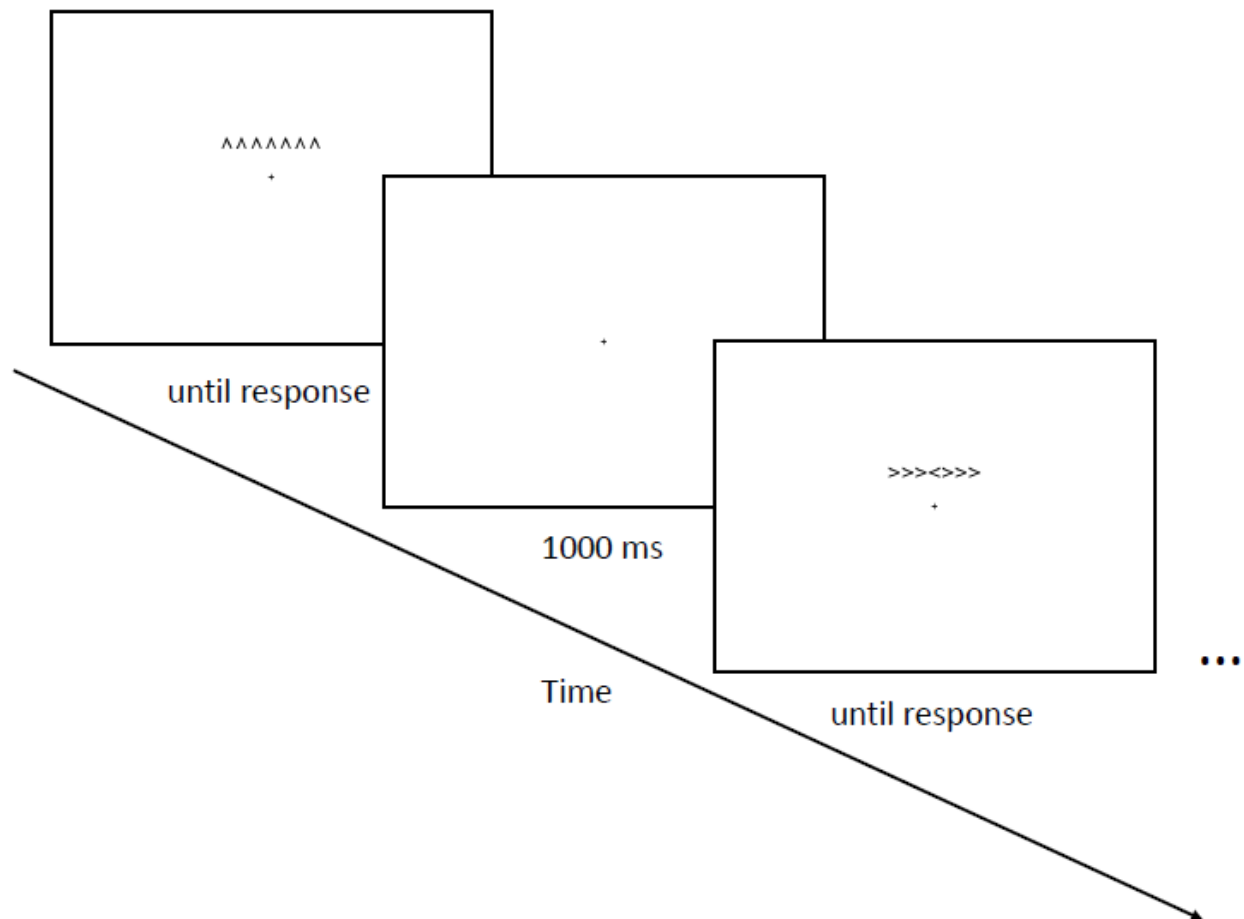 ^^^^^^^
+
until response
+
1000 ms
>>><>>>
+
...
Time
until response